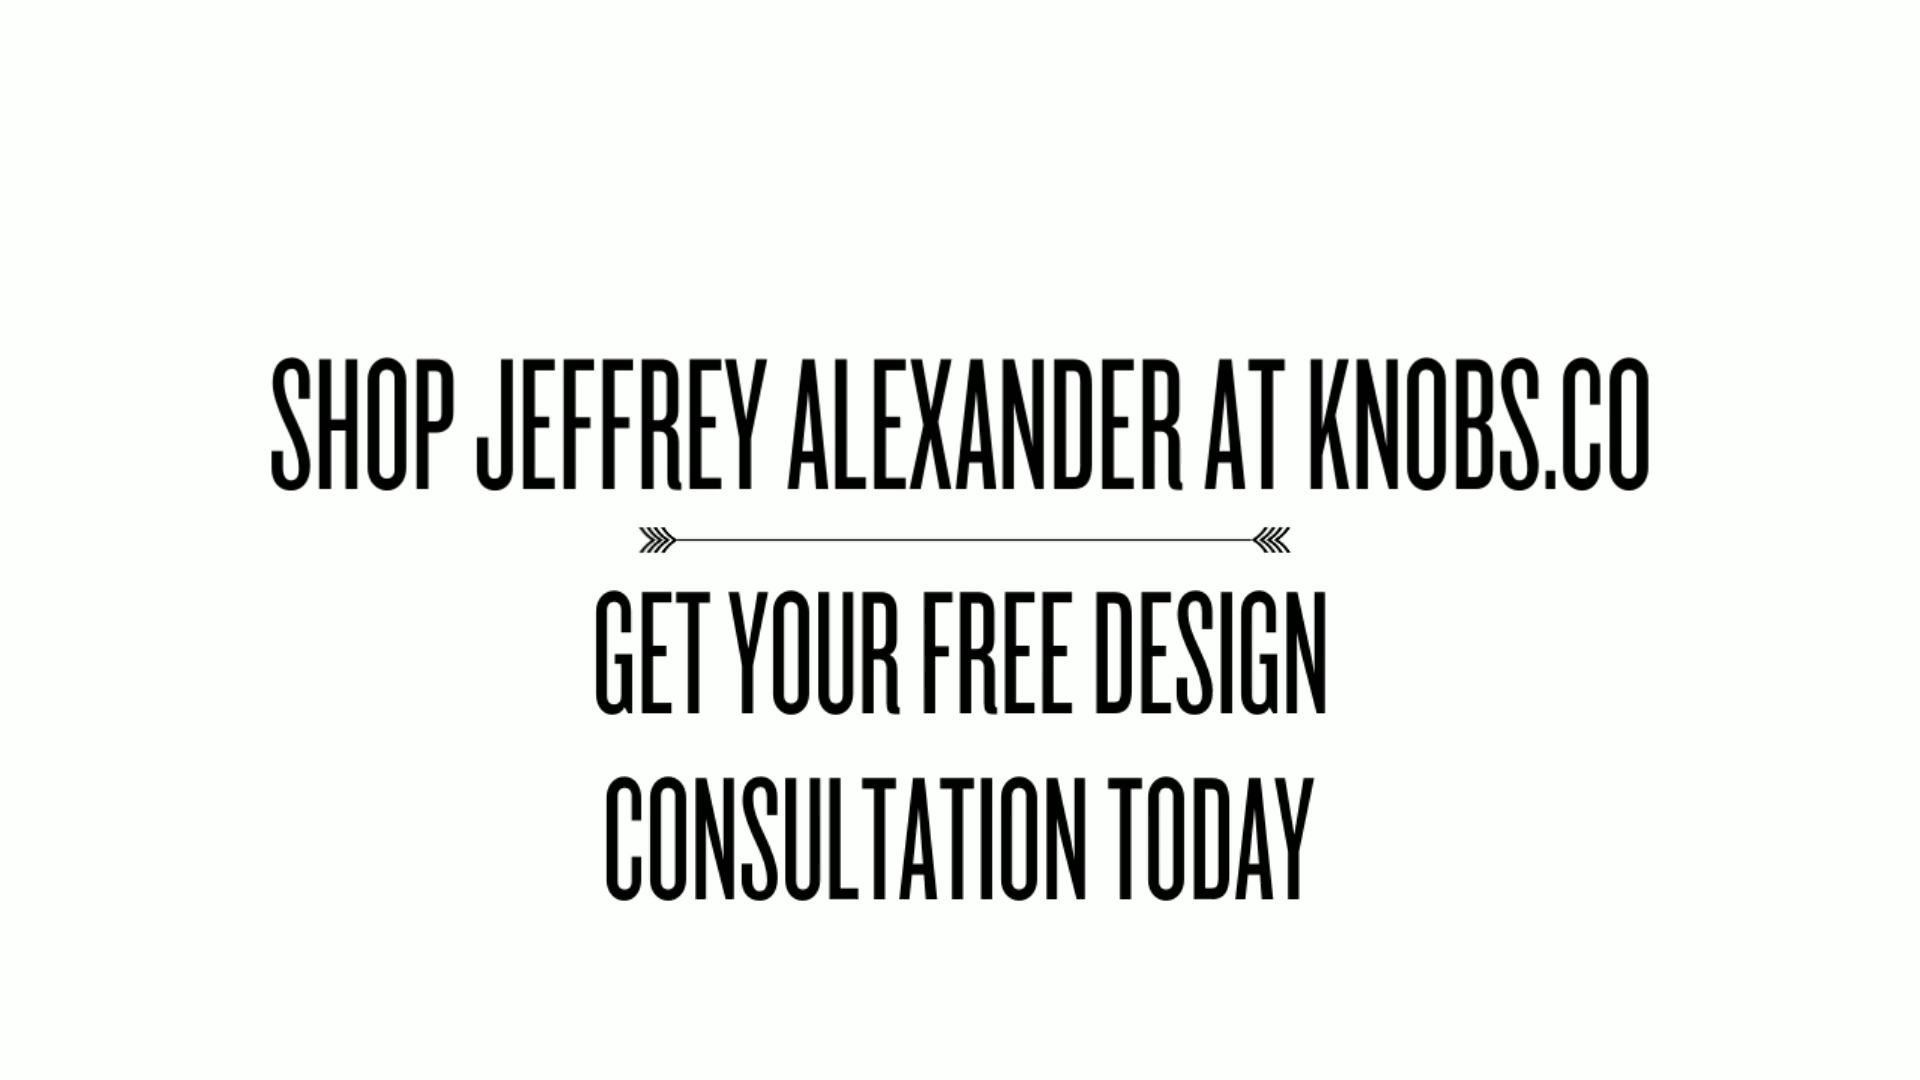 SHOP JEFFREY ALEXANDER AT KNOBS.CO
GET YOUR FREE DESIGN
CONSULTATION TODAY